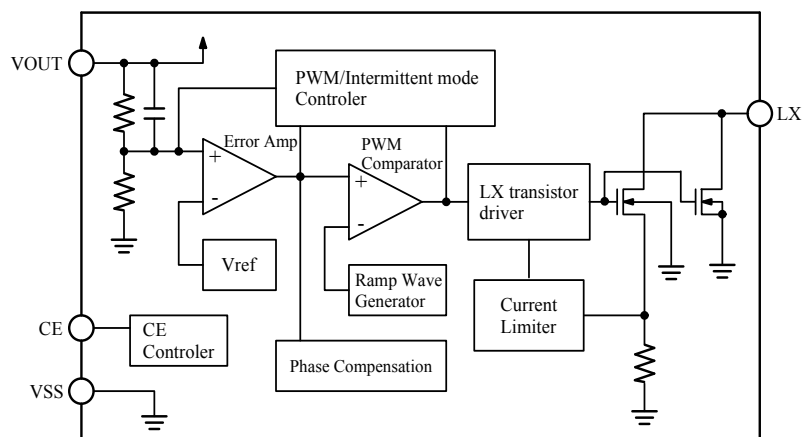 VOUT
PWM/Intermittent mode
Controler
LX
Error Amp
PWM
Comparator
+
-
+
-
LX transistor
driver
Vref
Ramp Wave
Generator
Current
Limiter
CE
CE
Controler
Phase Compensation
VSS